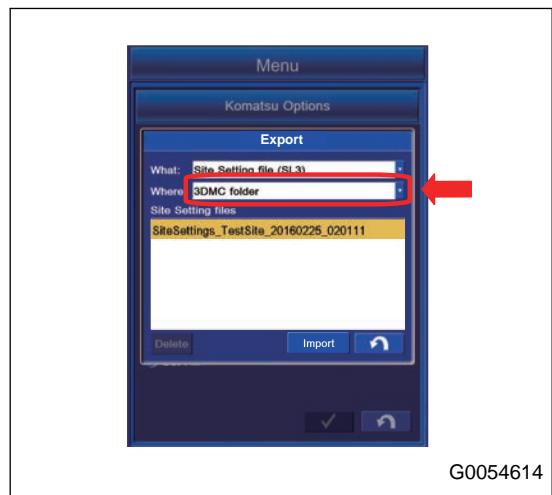 Menu
Komatsu Options
Export
What: Site Setting file (SL3)
Where 3DMC folder
Site Setting files
SiteSettings_TestSite_20160225_020111
Delete Import
G0054614